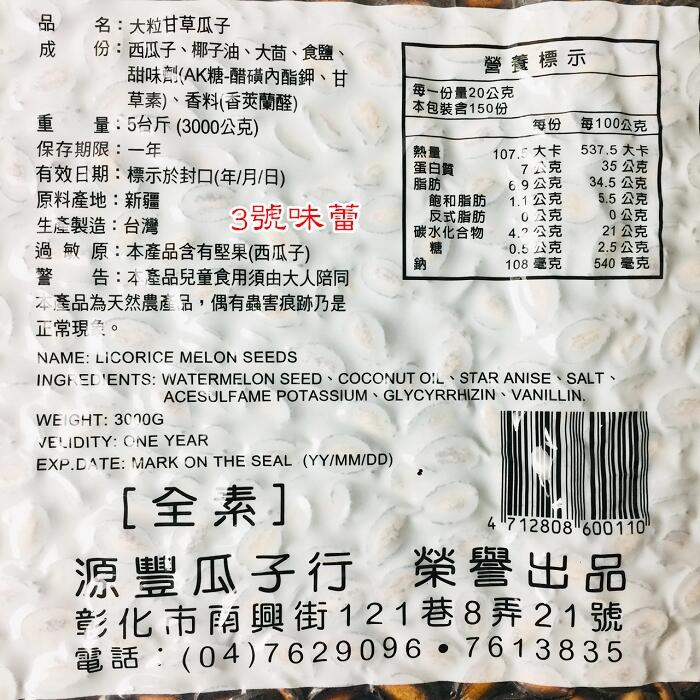 品名：大粒甘草瓜子
成份：西瓜子、椰子油、大茴、食鹽、
甜味劑(AK糖-醋磺內酯鉀、甘
草素)、香料(香莢蘭醛)
重量：5台斤 (3000公克)
保存期限：一年
有效日期：標示於封口(年/月/日)
原料產地：新疆
生產製造：台灣
過敏原：本產品含有堅果(西瓜子)
警告：本產品兒童食用須由大人陪同
本產品為天然農產品，偶有蟲害痕跡乃是
正常現象。
3號味蕾
營養標示
每一份量20公克
本包裝含150份
每份 每100公克
熱量 107.5 大卡 537.5 大卡
蛋白質 7 公克 35 公克
脂肪 6.9 公克 34.5 公克
飽和脂肪 1.1 公克 5.5 公克
反式脂肪 0 公克 0 公克
碳水化合物 4.2 公克 21 公克
糖 0.5 公克 2.5 公克
鈉 108 毫克 540 毫克
NAME: LICORICE MELON SEEDS
INGREDIENTS: WATERMELON SEED、COCONUT OIL、STAR ANISE、SALT、
ACESULFAME POTASSIUM、GLYCYRRHIZIN、VANILLIN.
WEIGHT: 3000G
VELIDITY: ONE YEAR
EXP.DATE: MARK ON THE SEAL (YY/MM/DD)
4 712808 600110
[全素]
源豐瓜子行 榮譽出品
彰化市南興街121巷8弄21號
電話：(04)7629096•7613835